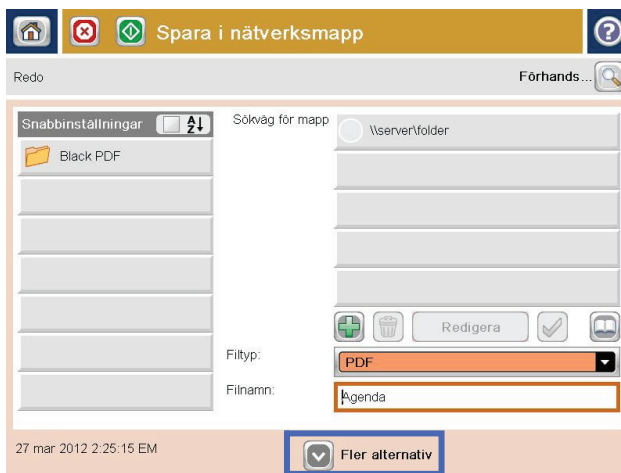 Spara i nätverksmapp
Redo
Förhands...
Snabbinställningar
Sökväg för mapp
\\server\folder
Black PDF
Redigera
Filtyp:
PDF
Filnamn:
Agenda
27 mar 2012 2:25:15 EM
Fler alternativ